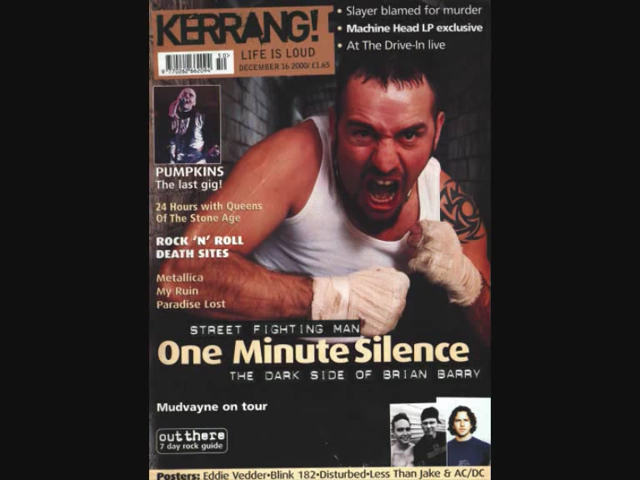 KERRANG!
LIFE IS LOUD
DECEMBER 16 2000/£1.65
• Slayer blamed for murder
• Machine Head LP exclusive
• At The Drive-In live
PUMPKINS
The last gig!
24 Hours with Queens
Of The Stone Age
ROCK 'N' ROLL
DEATH SITES
Metallica
My Ruin
Paradise Lost
STREET FIGHTING MAN
One Minute Silence
THE DARK SIDE OF BRIAN BARRY
Mudvayne on tour
out there
7 day rock guide
Posters: Eddie Vedder•Blink 182•Disturbed•Less Than Jake & AC/DC